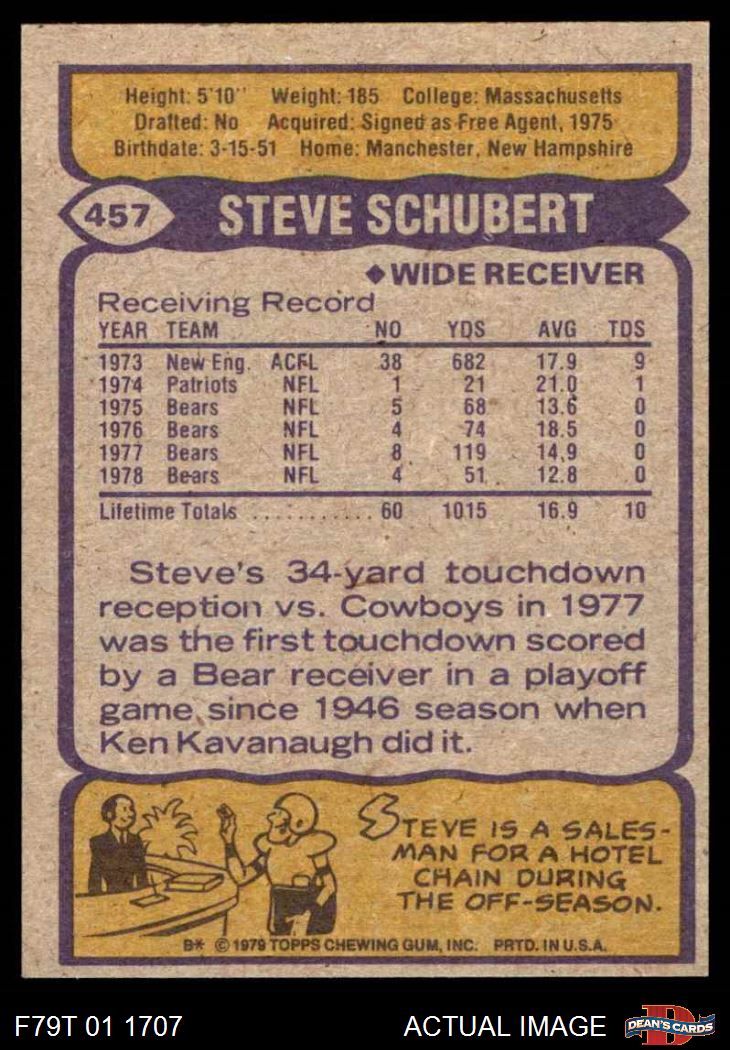 Height: 5'10" Weight: 185 College: Massachusetts
Drafted: No Acquired: Signed as Free Agent, 1975
Birthdate: 3-15-51 Home: Manchester, New Hampshire
457 STEVE SCHUBERT
◆WIDE RECEIVER
Receiving Record
YEAR TEAM NO YDS AVG TDS
1973 New Eng. ACFL 38 682 17.9 9
1974 Patriots NFL 1 21 21.0 1
1975 Bears NFL 5 68 13.6 0
1976 Bears NFL 4 74 18.5 0
1977 Bears NFL 8 119 14.9 0
1978 Bears NFL 4 51 12.8 0
Lifetime Totals ........... 60 1015 16.9 10
Steve's 34-yard touchdown
reception vs. Cowboys in 1977
was the first touchdown scored
by a Bear receiver in a playoff
game since 1946 season when
Ken Kavanaugh did it.
STEVE IS A SALES-
MAN FOR A HOTEL
CHAIN DURING
THE OFF-SEASON.
B* © 1979 TOPPS CHEWING GUM, INC. PRTD. IN U.S.A.
F79T 01 1707 ACTUAL IMAGE D DEAN'S CARDS